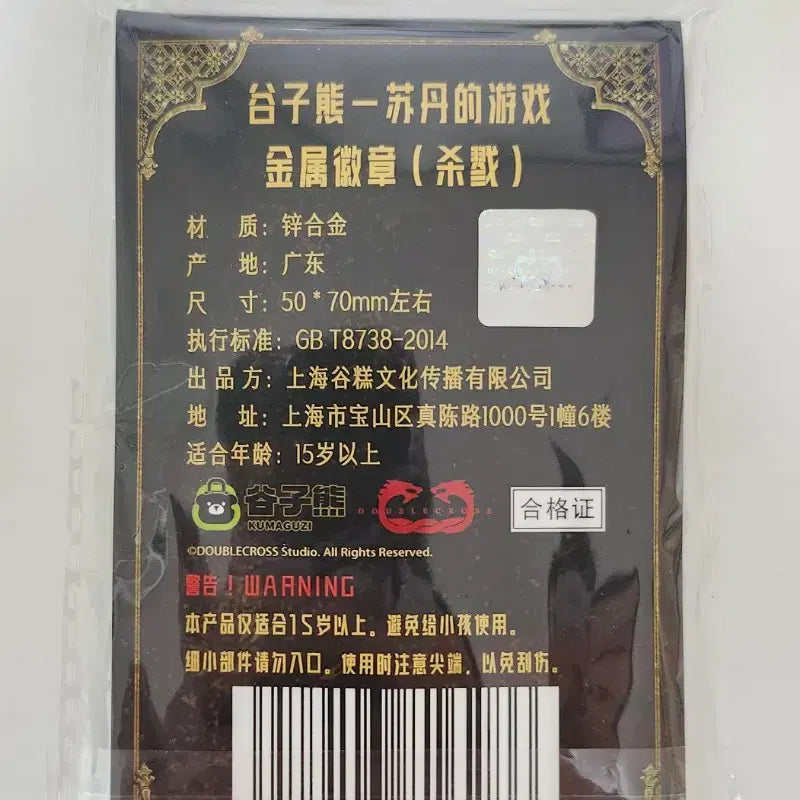 谷子熊－苏丹的游戏
金属徽章（杀戮）
材 质：锌合金
产 地：广东
尺 寸：50*70mm左右
执行标准：GB T8738-2014
出 品 方：上海谷糕文化传播有限公司
地 址：上海市宝山区真陈路1000号1幢6楼
适合年龄：15岁以上
谷子熊
KUMAGUZI
DOUBLECROSS
合格证
©DOUBLECROSS Studio. All Rights Reserved.
警告！WARNING
本产品仅适合15岁以上。避免给小孩使用。
细小部件请勿入口。使用时注意尖端，以免刮伤。